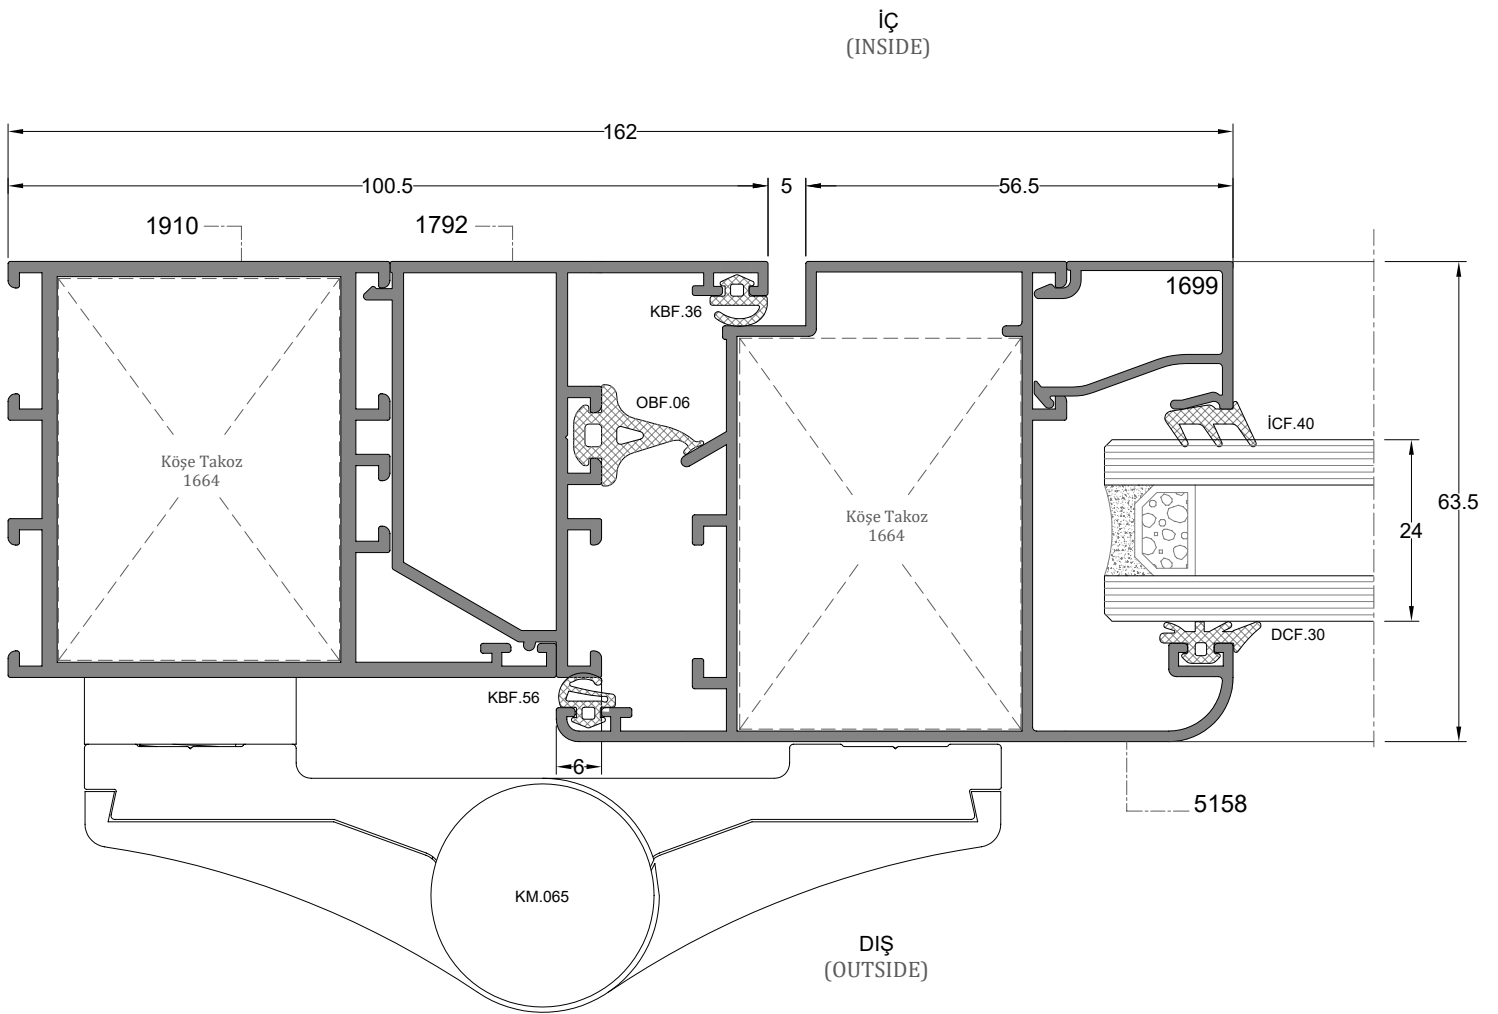 İÇ
(INSIDE)
162
100.5
5
56.5
1910
1792
1699
KBF.36
OBF.06
İCF.40
Köşe Takoz
1664
Köşe Takoz
1664
63.5
24
DCF.30
KBF.56
6
5158
KM.065
DIŞ
(OUTSIDE)